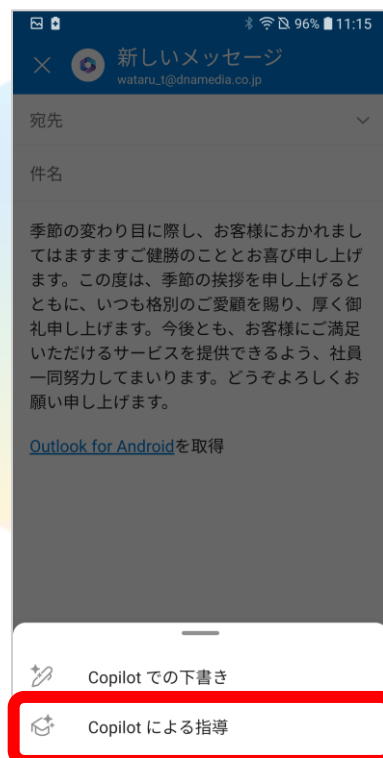 96% 11:15
新しいメッセージ
wataru_t@dnamedia.co.jp
宛先
件名
季節の変わり目に際し、お客様におかれまし
てはますますご健勝のこととお喜び申し上げ
ます。この度は、季節の挨拶を申し上げると
ともに、いつも格別のご愛顧を賜り、厚く御
礼申し上げます。今後とも、お客様にご満足
いただけるサービスを提供できるよう、社員
一同努力してまいります。どうぞよろしくお
願い申し上げます。
Outlook for Androidを取得
Copilot での下書き
Copilot による指導